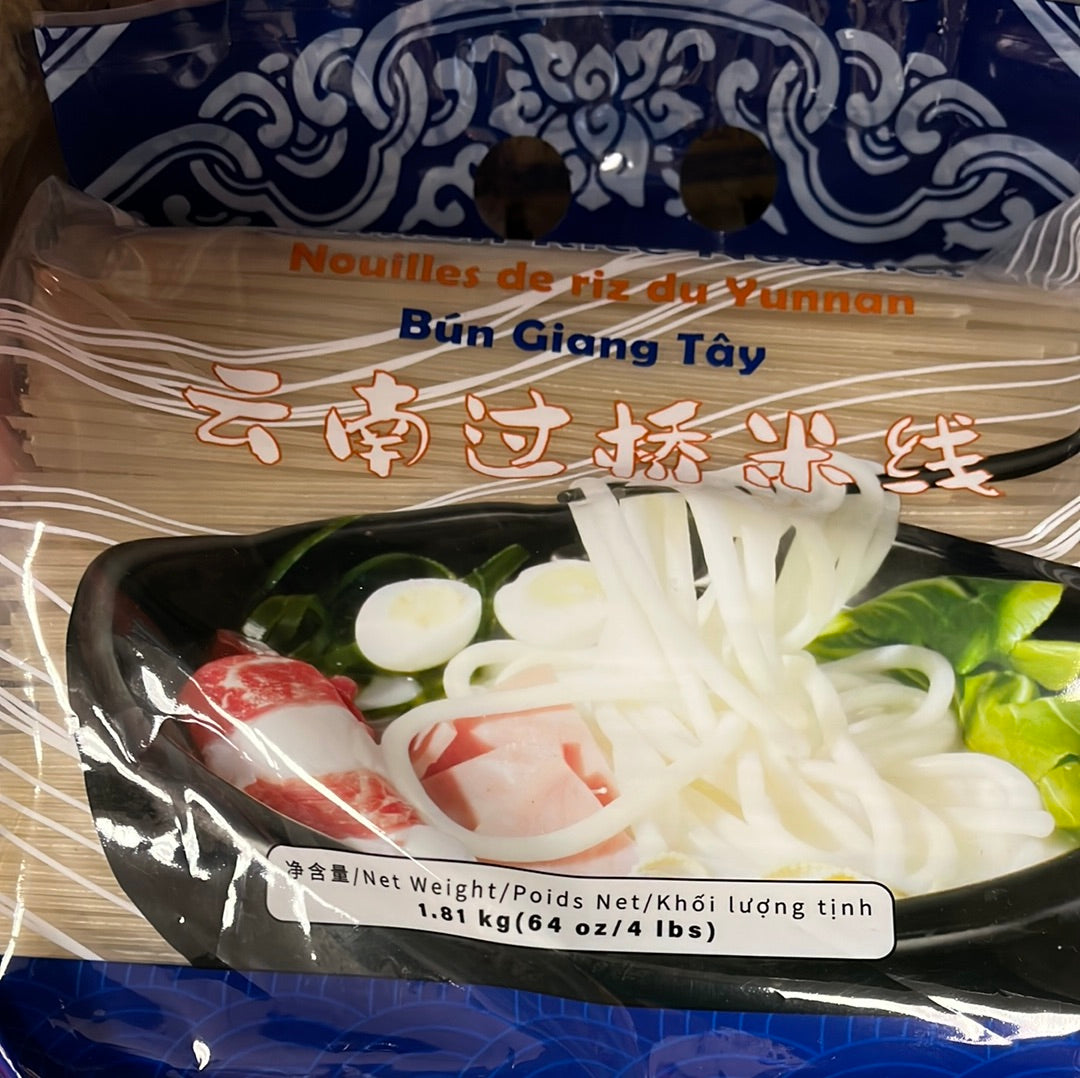 Nouilles de riz du Yunnan
Bún Giang Tây
云南过桥米线
净含量/Net Weight/Poids Net/Khối lượng tịnh
1.81 kg(64 oz/4 lbs)